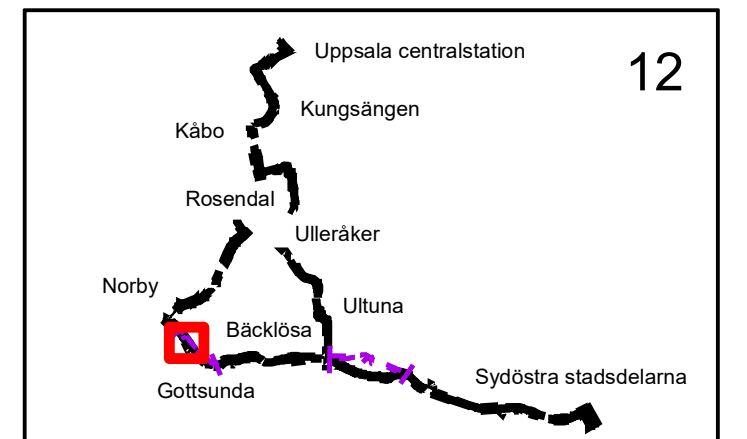 Uppsala centralstation
12
Kungsängen
Kåbo
Rosendal
Ulleråker
Norby
Ultuna
Bäcklösa
Sydöstra stadsdelarna
Gottsunda